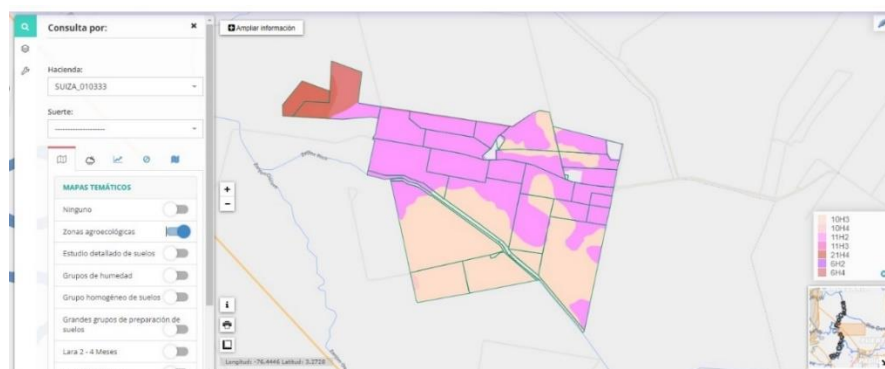 Consulta por:
×
Ampliar información
Hacienda:
SUIZA_010333
Suerte:
--------------------
MAPAS TEMÁTICOS
Ninguno
Zonas agroecológicas
Estudio detallado de suelos
Grupos de humedad
Grupo homogéneo de suelos
Grandes grupos de preparación de
suelos
Lara 2 - 4 Meses
+
−
10H3
10H4
11H2
11H3
21H4
6H2
6H4
Longitud: -76.4446 Latitud: 3.2728